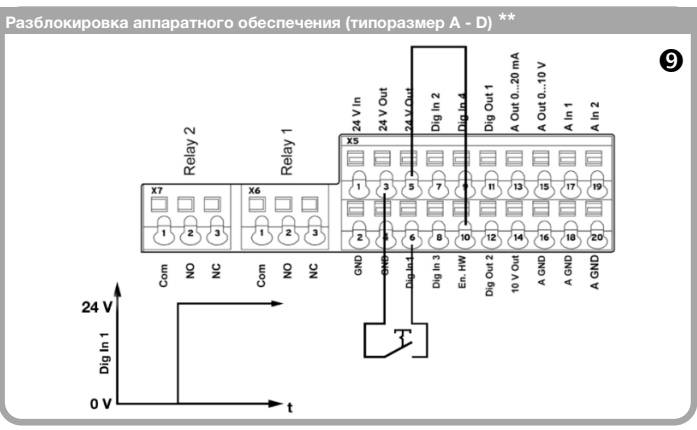 Разблокировка аппаратного обеспечения (типоразмер A - D) **
9
24 V In
24 V Out
24 V Out
Dig In 2
Dig In 4
Dig Out 1
A Out 0...20 mA
A Out 0...10 V
A In 1
A In 2
Relay 2
Relay 1
X5
1 3 5 7 9 11 13 15 17 19
X7
1 2 3
X6
1 2 3
2 4 6 8 10 12 14 16 18 20
Com
NO
NC
Com
NO
NC
GND
GND
Dig In 1
Dig In 3
En. HW
Dig Out 2
10 V Out
A GND
A GND
A GND
24 V
Dig In 1
0 V
t